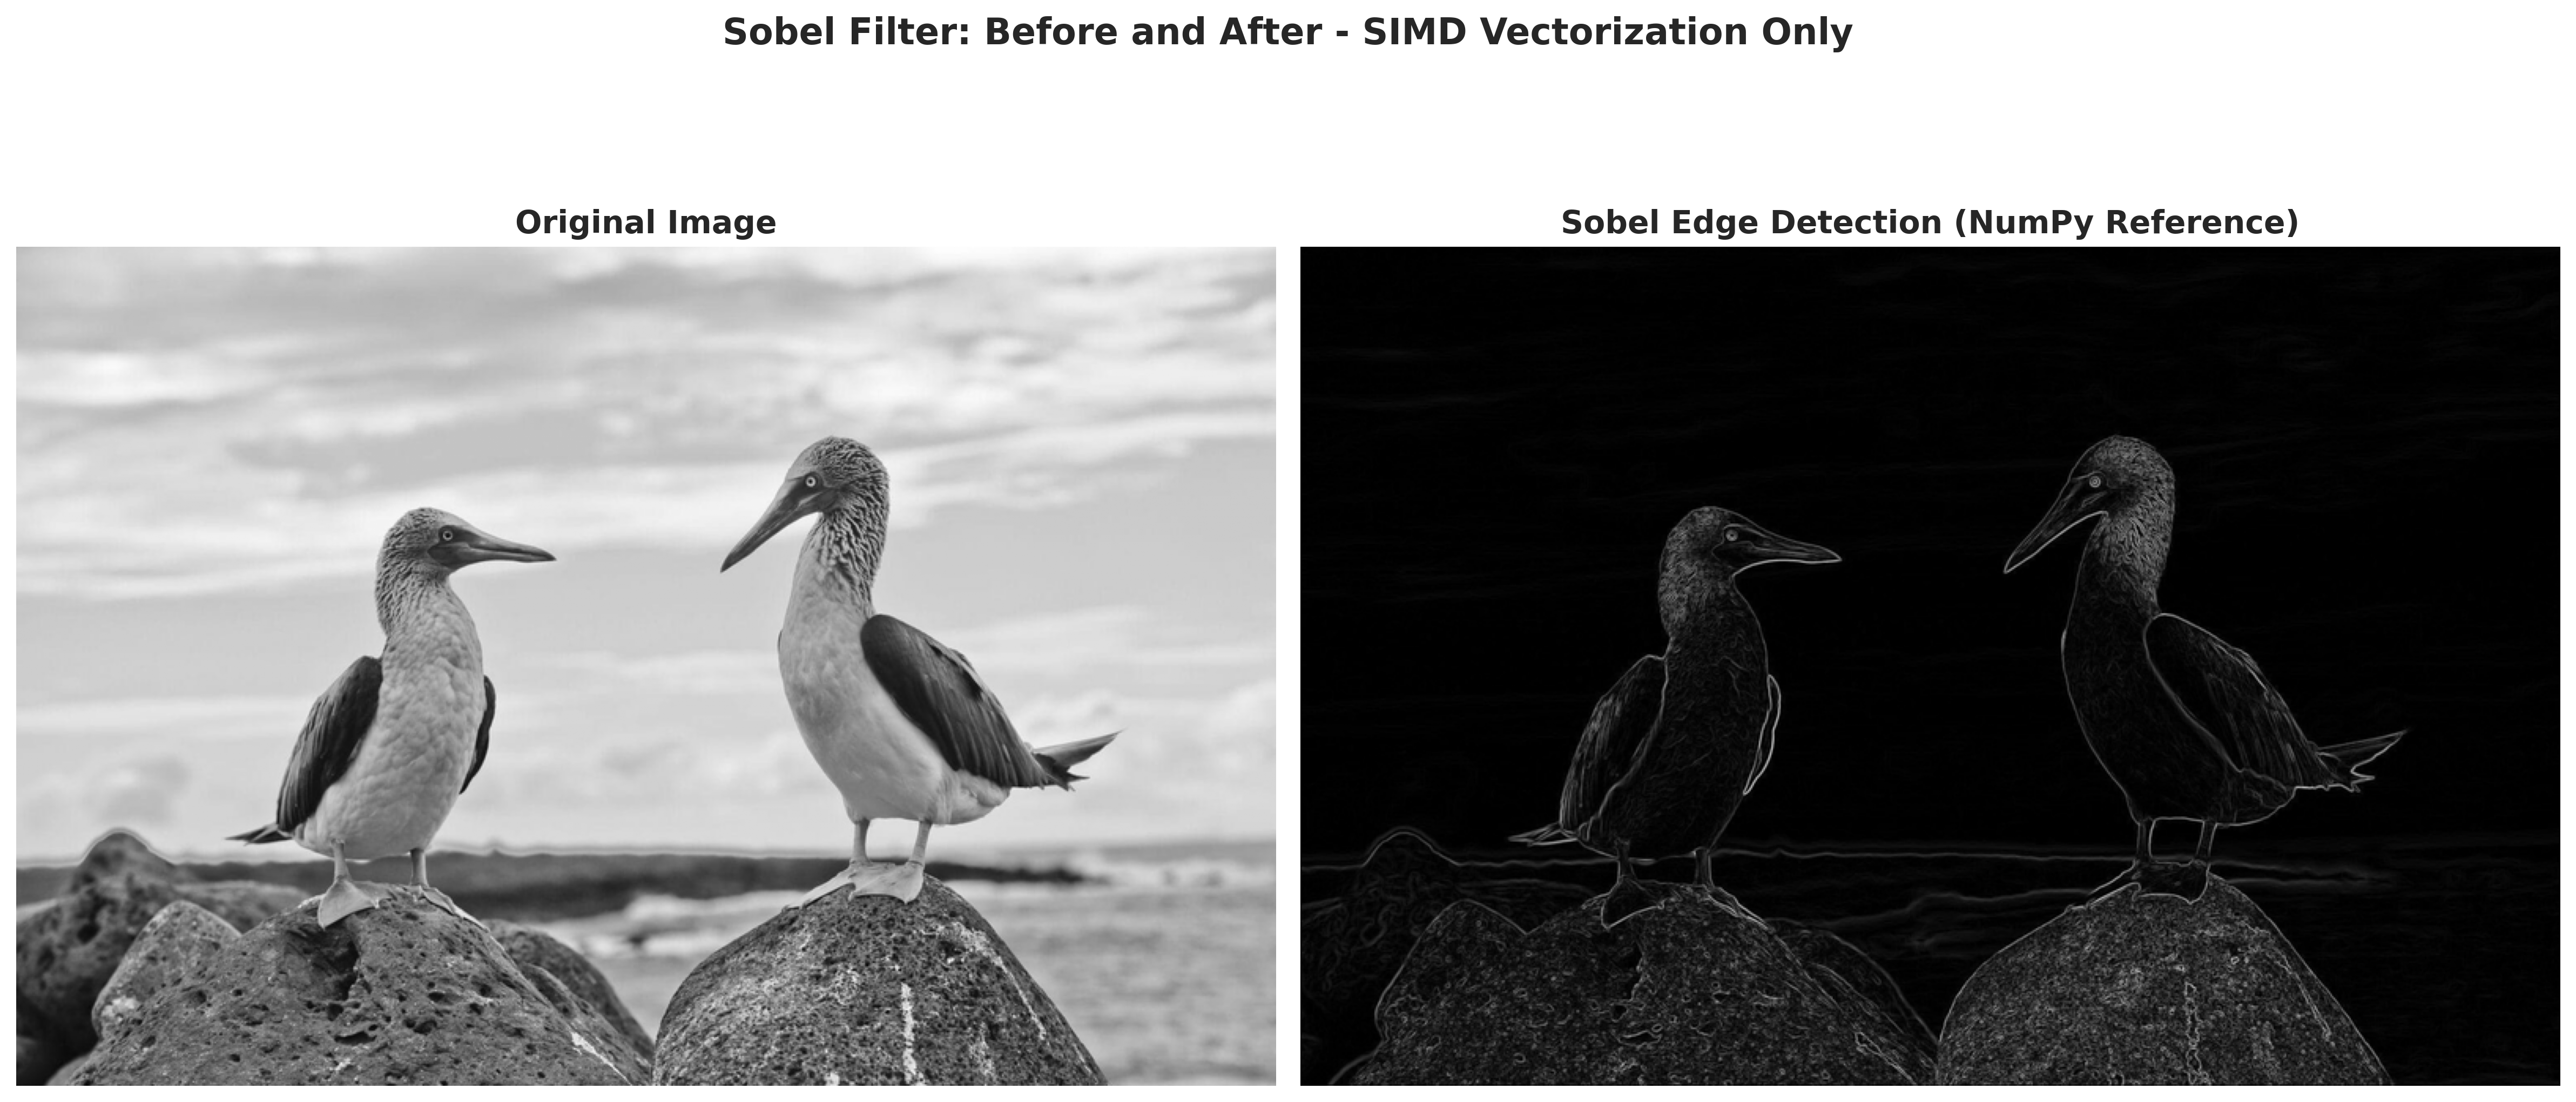 Sobel Filter: Before and After - SIMD Vectorization Only
Original Image
Sobel Edge Detection (NumPy Reference)